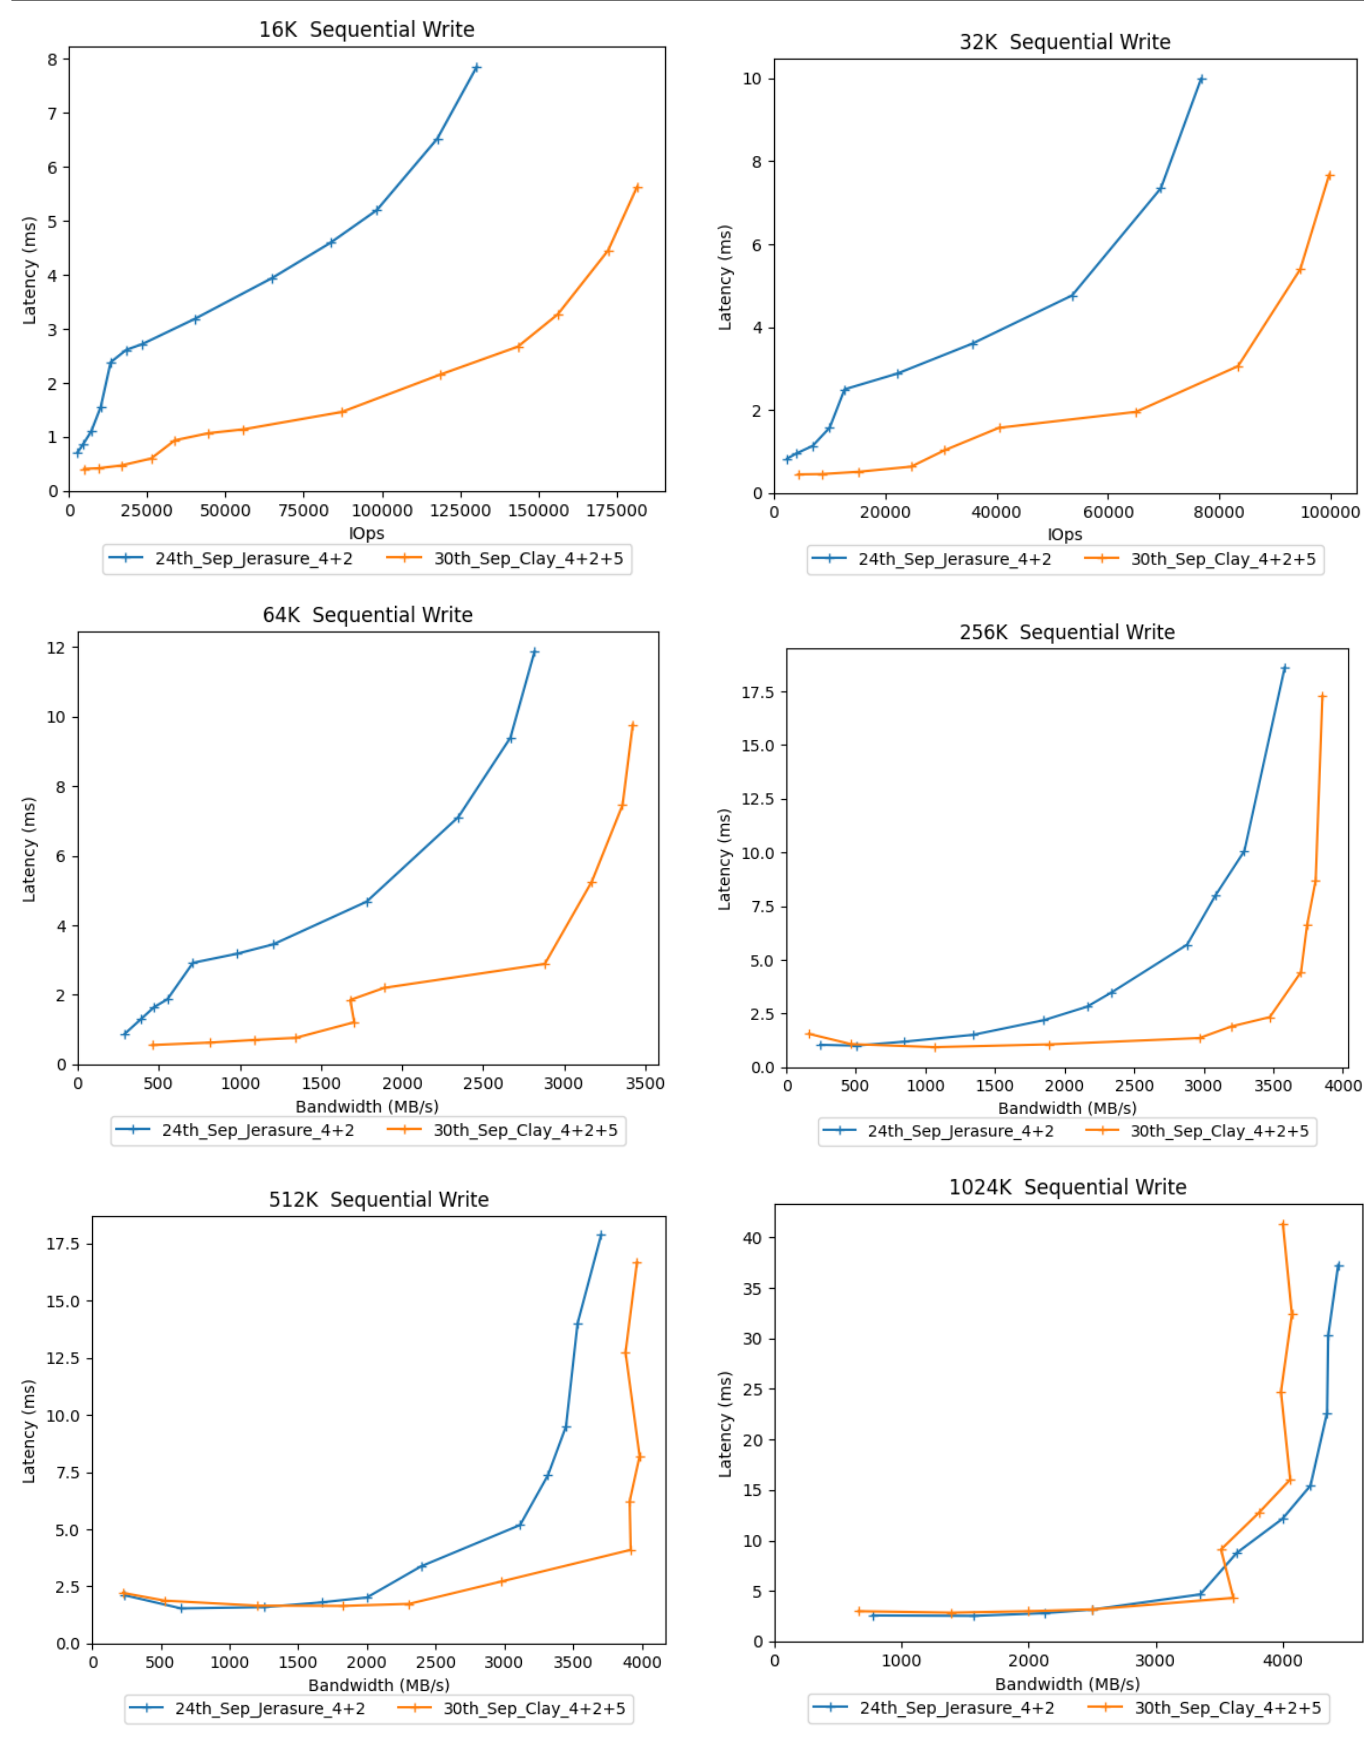 16K  Sequential Write
8
7
6
5
4
3
2
1
0
Latency (ms)
0 25000 50000 75000 100000 125000 150000 175000
IOps
24th_Sep_Jerasure_4+2 30th_Sep_Clay_4+2+5
32K  Sequential Write
10
8
6
4
2
0
Latency (ms)
0 20000 40000 60000 80000 100000
IOps
24th_Sep_Jerasure_4+2 30th_Sep_Clay_4+2+5
64K  Sequential Write
12
10
8
6
4
2
0
Latency (ms)
0 500 1000 1500 2000 2500 3000 3500
Bandwidth (MB/s)
24th_Sep_Jerasure_4+2 30th_Sep_Clay_4+2+5
256K  Sequential Write
17.5
15.0
12.5
10.0
7.5
5.0
2.5
0.0
Latency (ms)
0 500 1000 1500 2000 2500 3000 3500 4000
Bandwidth (MB/s)
24th_Sep_Jerasure_4+2 30th_Sep_Clay_4+2+5
512K  Sequential Write
17.5
15.0
12.5
10.0
7.5
5.0
2.5
0.0
Latency (ms)
0 500 1000 1500 2000 2500 3000 3500 4000
Bandwidth (MB/s)
24th_Sep_Jerasure_4+2 30th_Sep_Clay_4+2+5
1024K  Sequential Write
40
35
30
25
20
15
10
5
0
Latency (ms)
0 1000 2000 3000 4000
Bandwidth (MB/s)
24th_Sep_Jerasure_4+2 30th_Sep_Clay_4+2+5